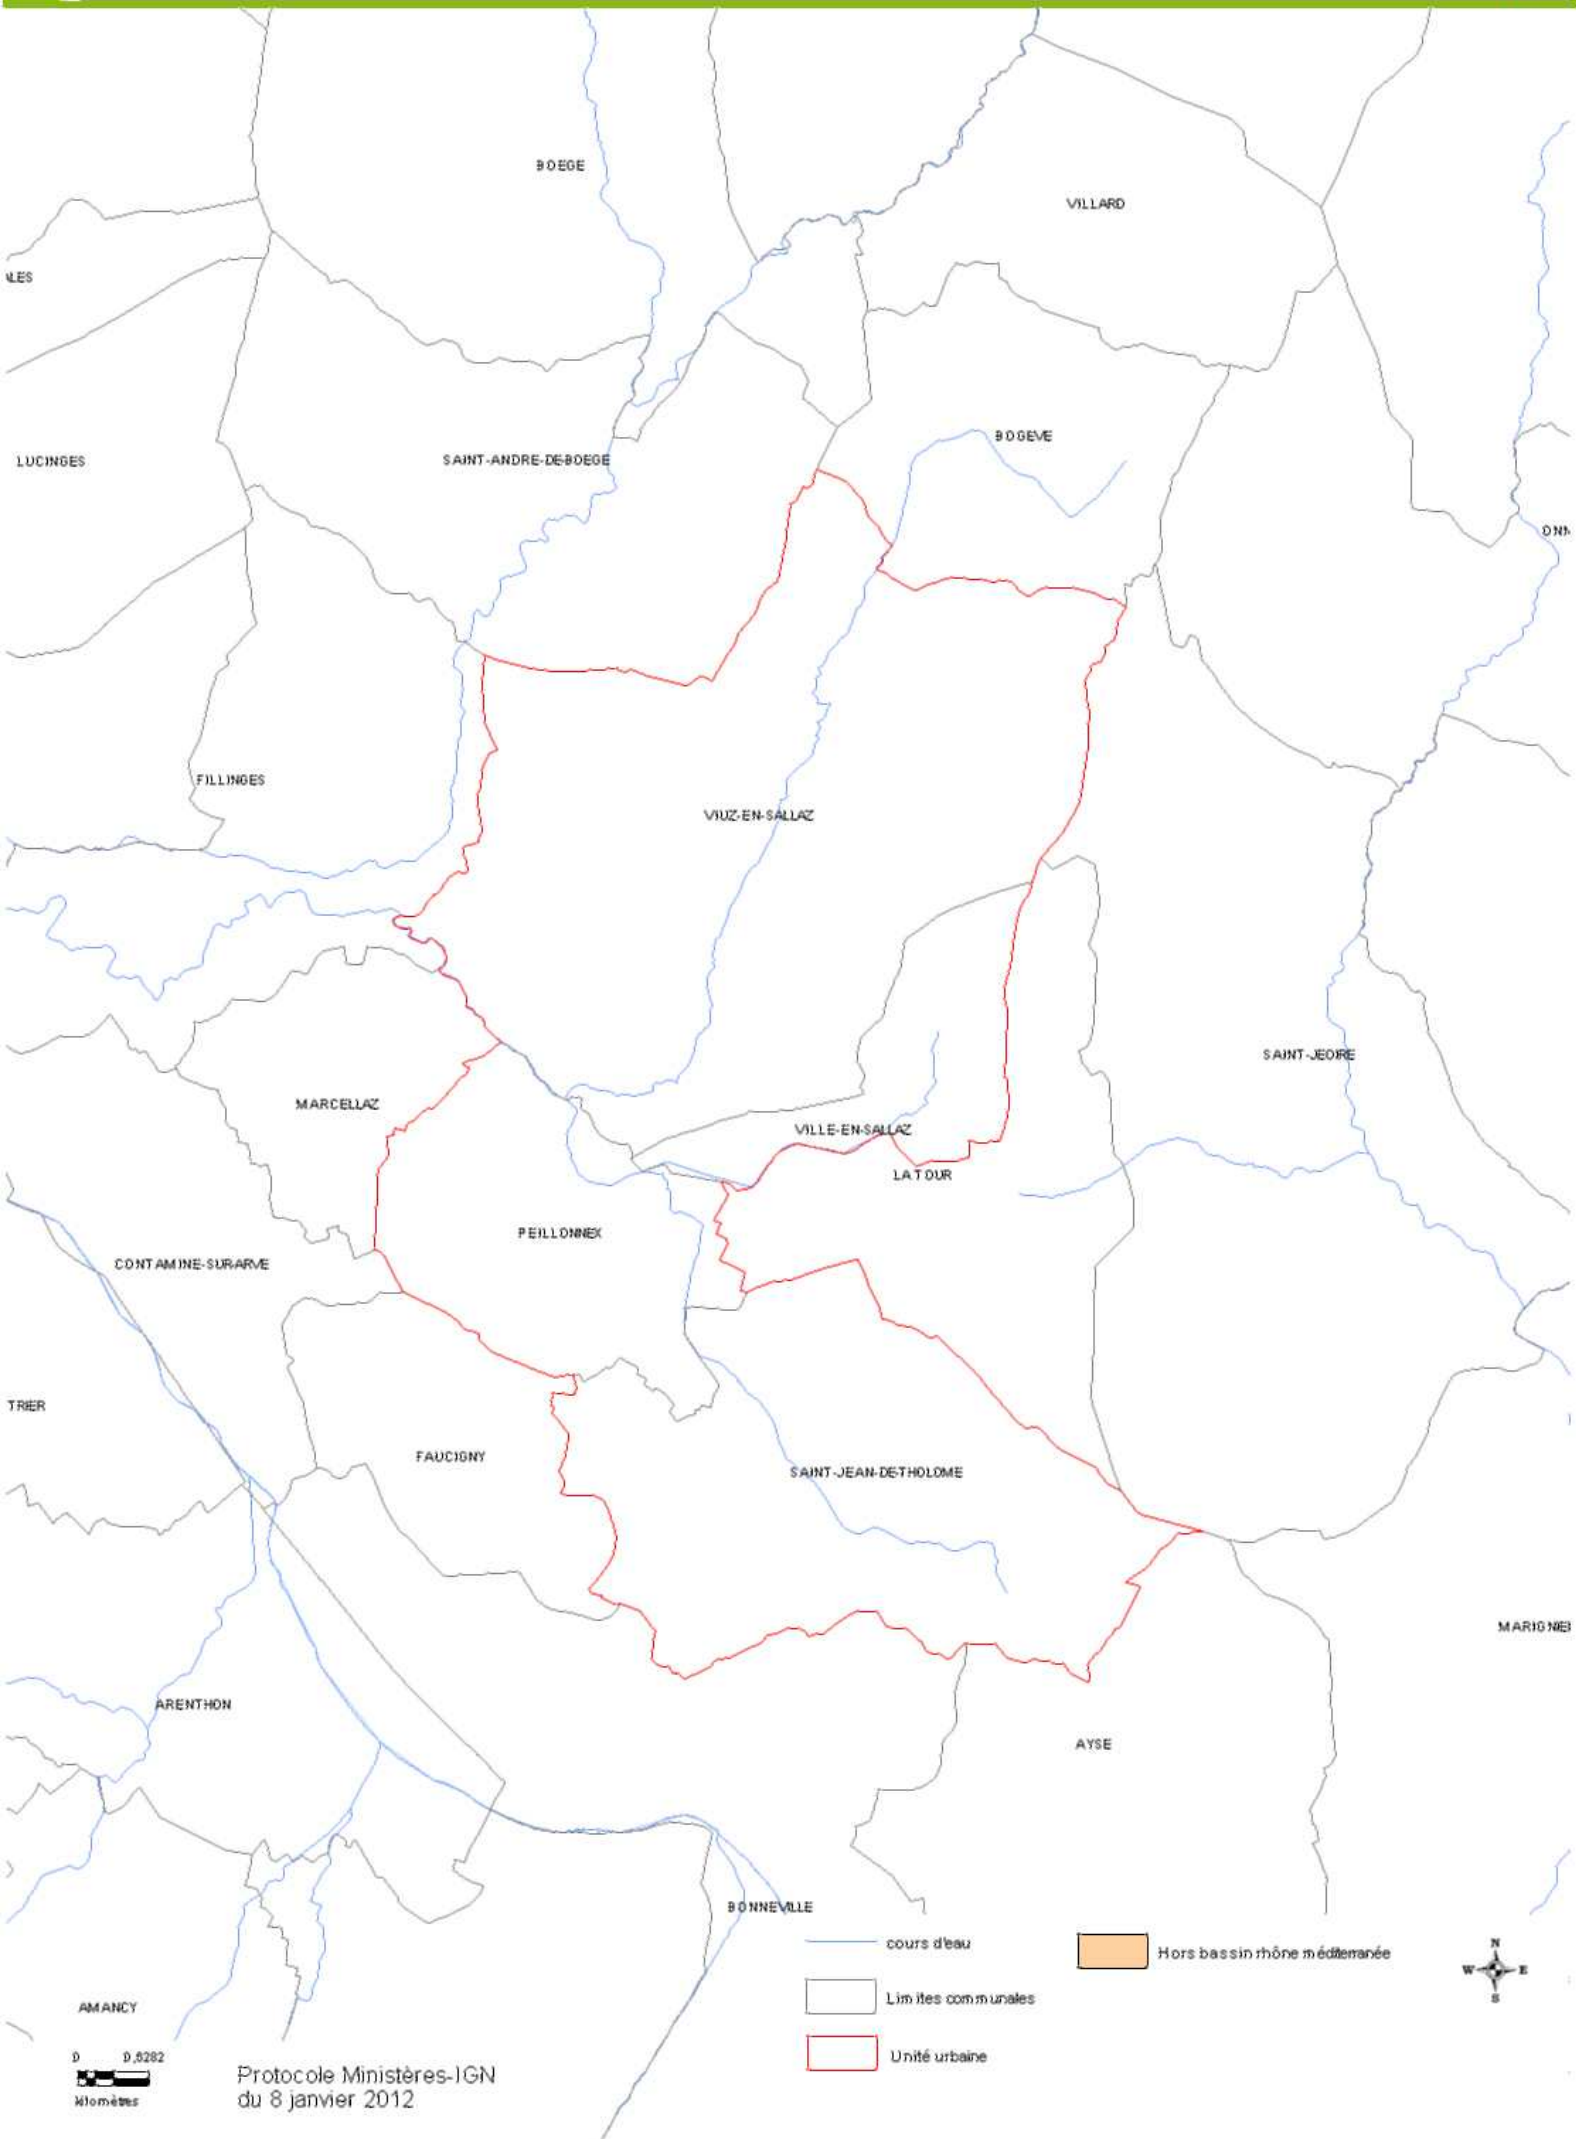 BOEGE
VILLARD
LES
BOGEVE
LUCINGES
SAINT-ANDRE-DE-BOEGE
ONN
FILLINGES
VIUZ-EN-SALLAZ
SAINT-JEOIRE
MARCELLAZ
VILLE-EN-SALLAZ
LA TOUR
PEILLONNEX
CONTAMINE-SUR-ARVE
TRIER
FAUCIGNY
SAINT-JEAN-DE-THOLOME
MARIGNIE
ARENTHON
AYSE
BONNEVILLE
cours d'eau
Hors bassin rhône méditerranée
N
W E
S
Limites communales
AMANCY
Unité urbaine
0 0,6282
kilomètres
Protocole Ministères-IGN
du 8 janvier 2012